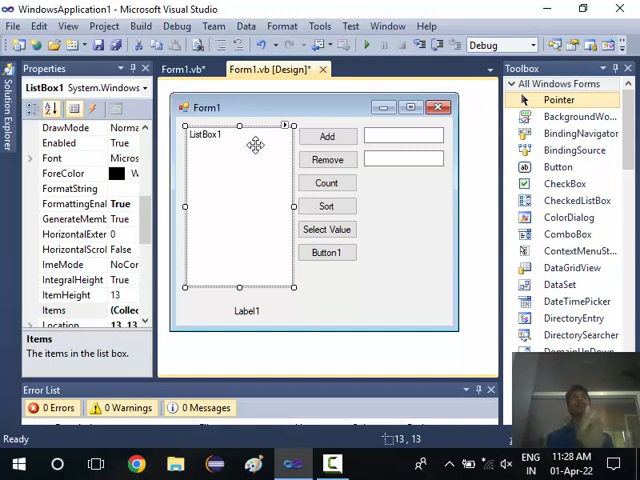 WindowsApplication1 - Microsoft Visual Studio
File Edit View Project Build Debug Team Data Format Tools Test Window Help
Debug
Solution Explorer
Properties
ListBox1 System.Windows
DrawMode Norma
Enabled True
Font Micros
ForeColor W
FormatString
FormattingEnal True
GenerateMemb True
HorizontalExter 0
HorizontalScro False
ImeMode NoCor
IntegralHeight True
ItemHeight 13
Items (Collec
Location 13, 13
Items
The items in the list box.
Form1.vb* Form1.vb [Design]*
Form1
ListBox1
Add
Remove
Count
Sort
Select Value
Button1
Label1
Toolbox
All Windows Forms
Pointer
BackgroundWo
BindingNavigator
BindingSource
Button
CheckBox
CheckedListBox
ColorDialog
ComboBox
ContextMenuSt
DataGridView
DataSet
DateTimePicker
DirectoryEntry
DirectorySearcher
DomainUpDown
Error List
0 Errors 0 Warnings 0 Messages
Ready 13 , 13
ENG
IN
11:28 AM
01-Apr-22